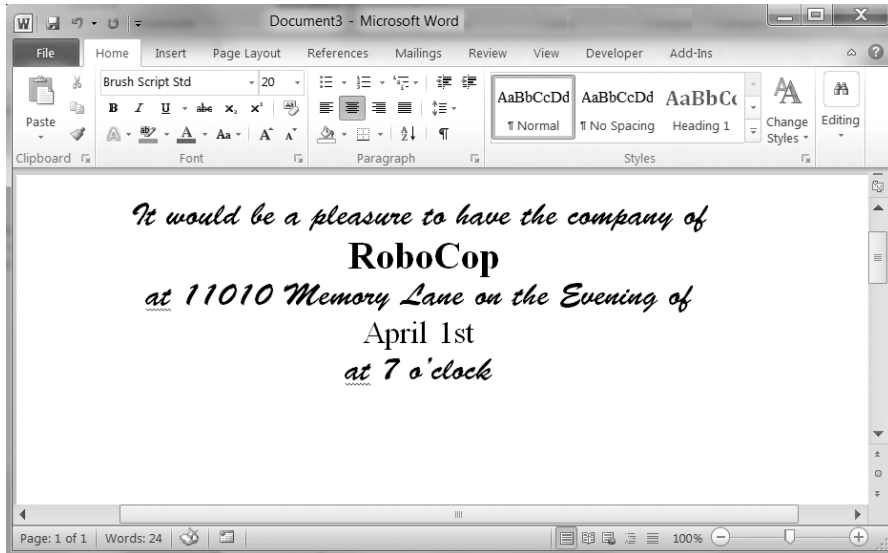 Document3 - Microsoft Word
File Home Insert Page Layout References Mailings Review View Developer Add-Ins
Brush Script Std 20
AaBbCcDd AaBbCcDd AaBbCc
Paste
¶ Normal ¶ No Spacing Heading 1 Change Styles Editing
Clipboard Font Paragraph Styles
It would be a pleasure to have the company of
RoboCop
at 11010 Memory Lane on the Evening of
April 1st
at 7 o'clock
Page: 1 of 1 Words: 24 100%